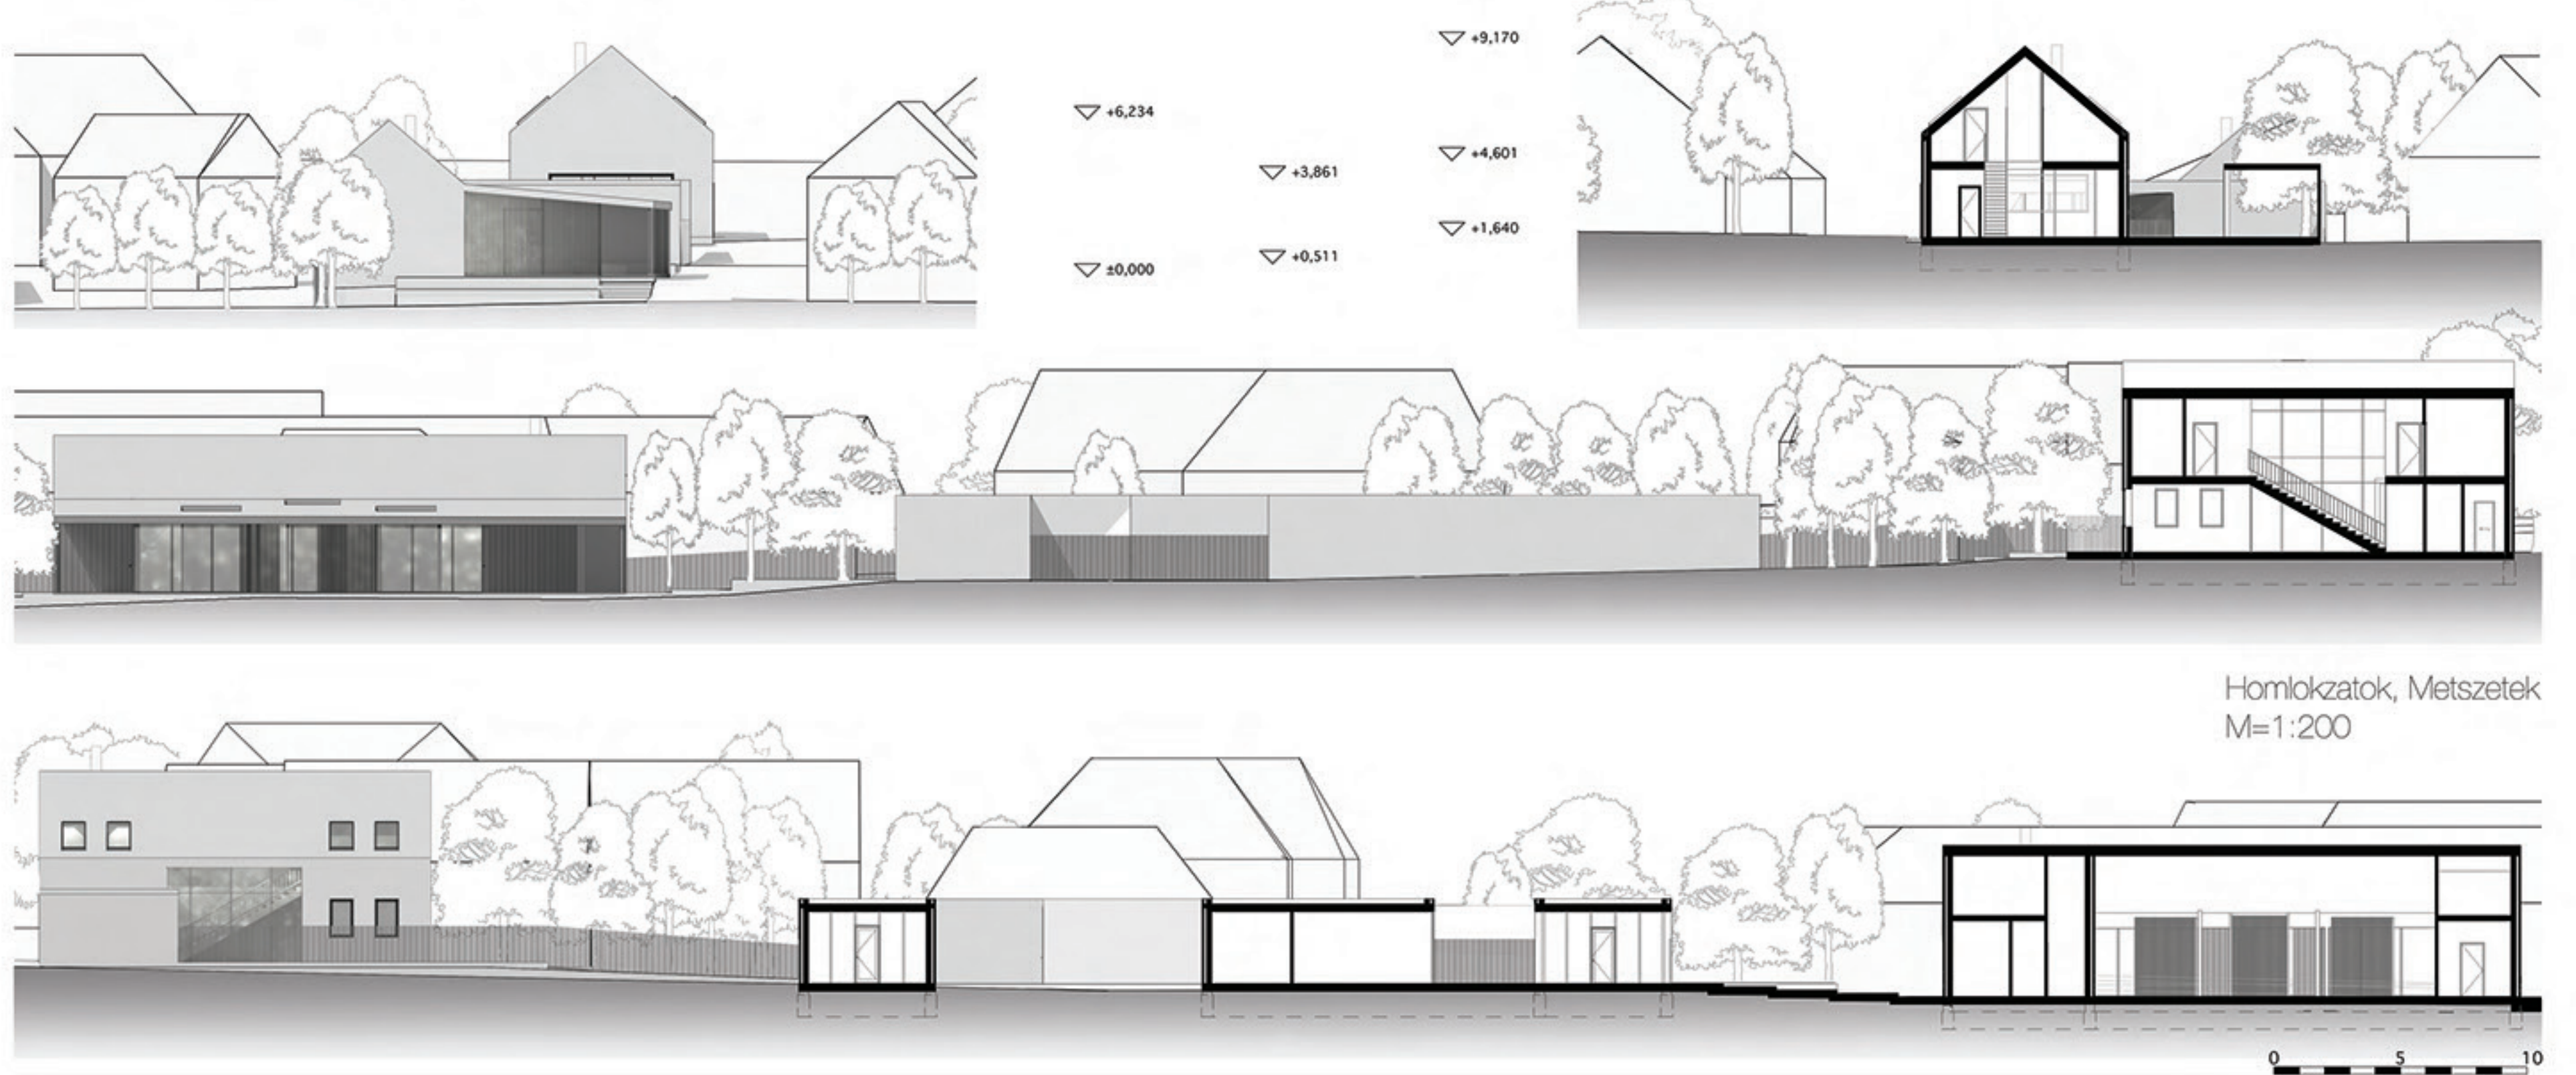 +9,170
+6,234
+4,601
+3,861
+1,640
+0,511
±0,000
Homlokzatok, Metszetek
M=1:200
0 5 10